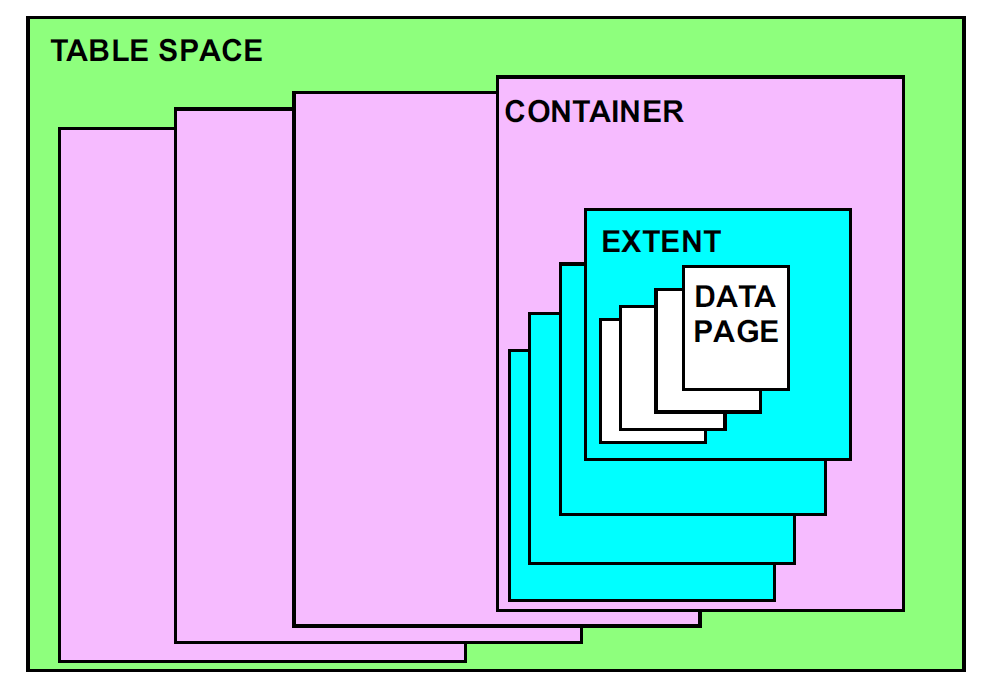 TABLE SPACE
CONTAINER
EXTENT
DATA
PAGE